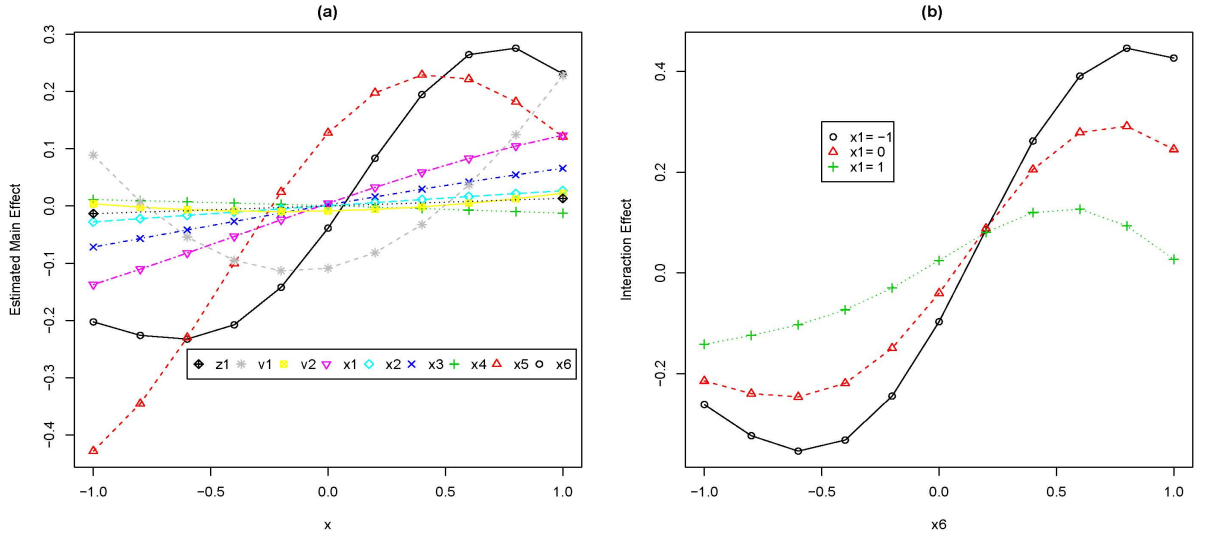 (a)
Estimated Main Effect
0.3
0.2
0.1
0.0
−0.1
−0.2
−0.3
−0.4
z1 v1 v2 x1 x2 x3 x4 x5 x6
−1.0 −0.5 0.0 0.5 1.0
x
(b)
Interaction Effect
0.4
0.2
0.0
−0.2
x1= −1
x1= 0
x1= 1
−1.0 −0.5 0.0 0.5 1.0
x6